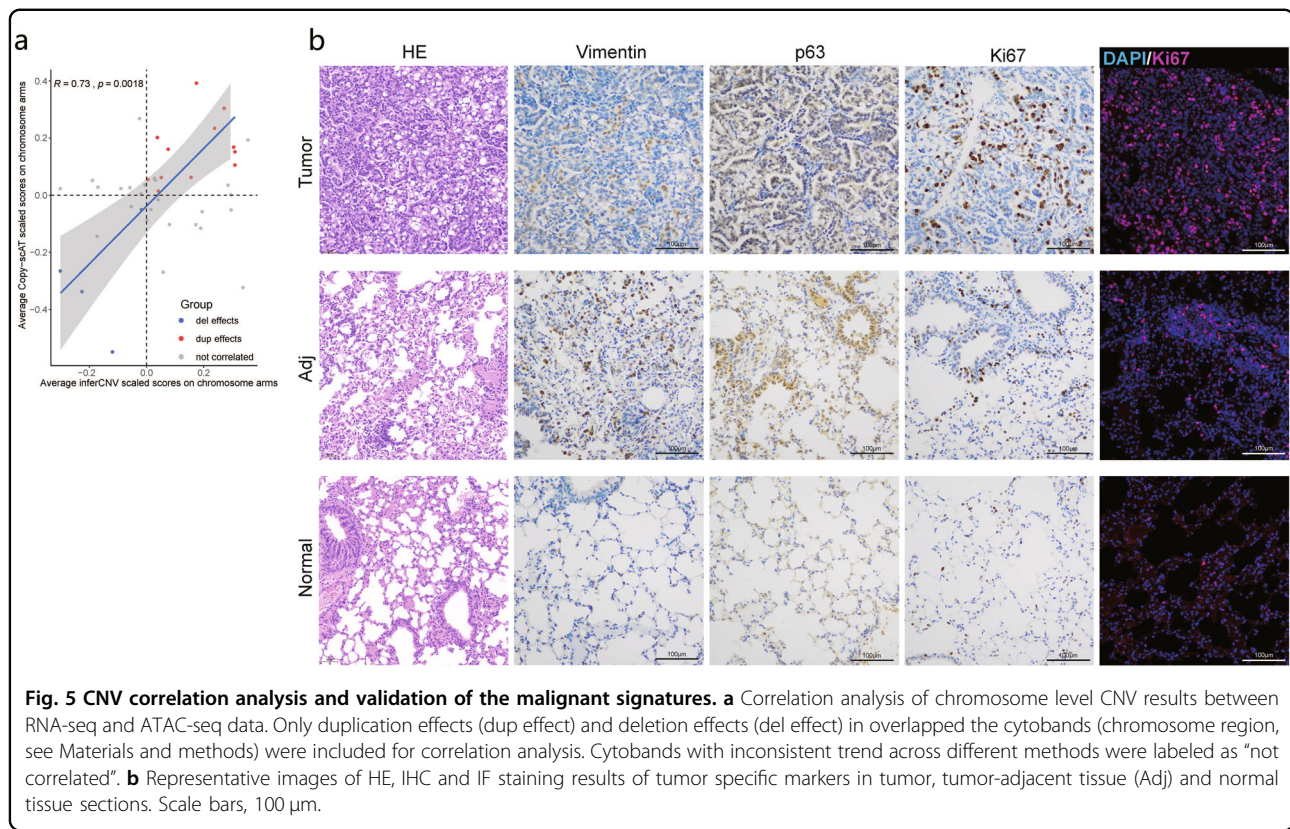 a
b
HE
Vimentin
p63
Ki67
DAPI/Ki67
R = 0.73 , p = 0.0018
0.4
0.2
0.0
−0.2
−0.4
−0.2
0.0
0.2
Average Copy-scAT scaled scores on chromosome arms
Average inferCNV scaled scores on chromosome arms
Group
del effects
dup effects
not correlated
Tumor
100µm
100µm
100µm
100µm
Adj
100µm
100µm
100µm
100µm
Normal
100µm
100µm
100µm
100µm
Fig. 5 CNV correlation analysis and validation of the malignant signatures. a Correlation analysis of chromosome level CNV results between
RNA-seq and ATAC-seq data. Only duplication effects (dup effect) and deletion effects (del effect) in overlapped the cytobands (chromosome region,
see Materials and methods) were included for correlation analysis. Cytobands with inconsistent trend across different methods were labeled as “not
correlated”. b Representative images of HE, IHC and IF staining results of tumor specific markers in tumor, tumor-adjacent tissue (Adj) and normal
tissue sections. Scale bars, 100 µm.